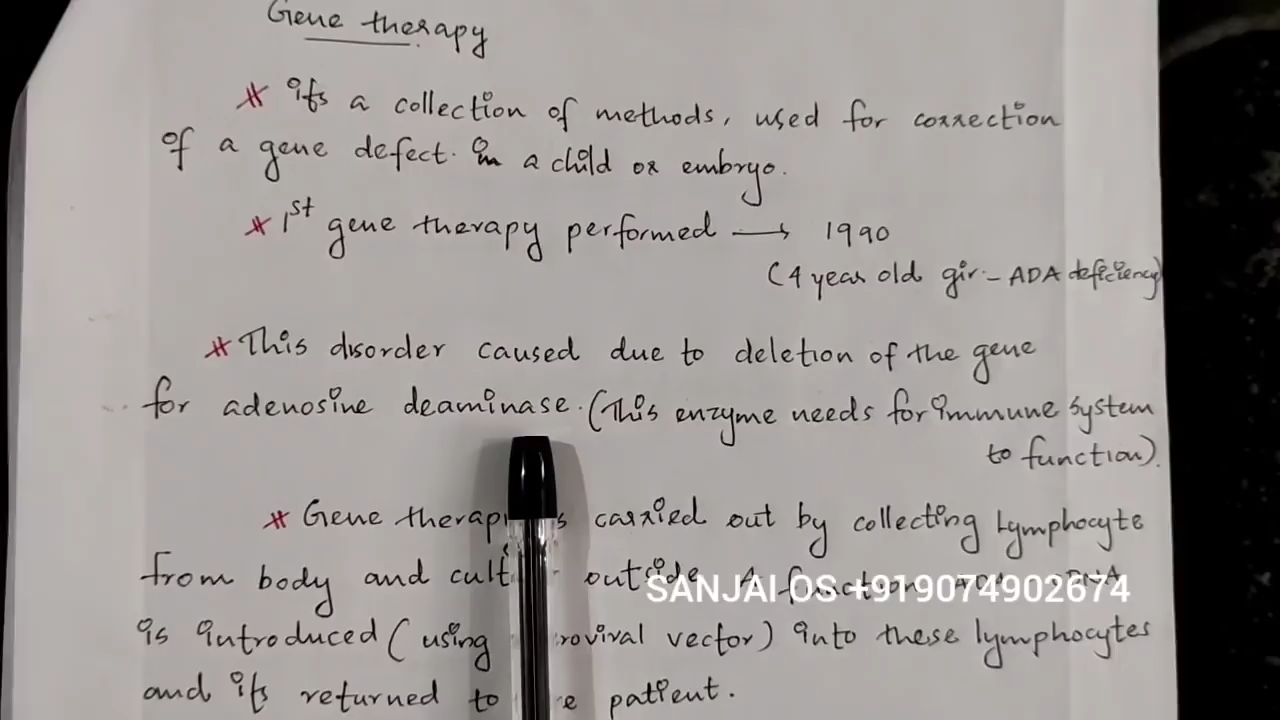 Gene therapy
* its a collection of methods, used for correction
of a gene defect. in a child or embryo.
* 1st gene therapy performed → 1990
(4 year old gir - ADA deficiency)
* This disorder caused due to deletion of the gene
for adenosine deaminase. (This enzyme needs for immune system
to function).
* Gene therap s carried out by collecting lymphocyte
from body and cult outside. A function
SANJAI OS +919074902674
is introduced (using roviral vector) into these lymphocytes
and its returned to e patient.